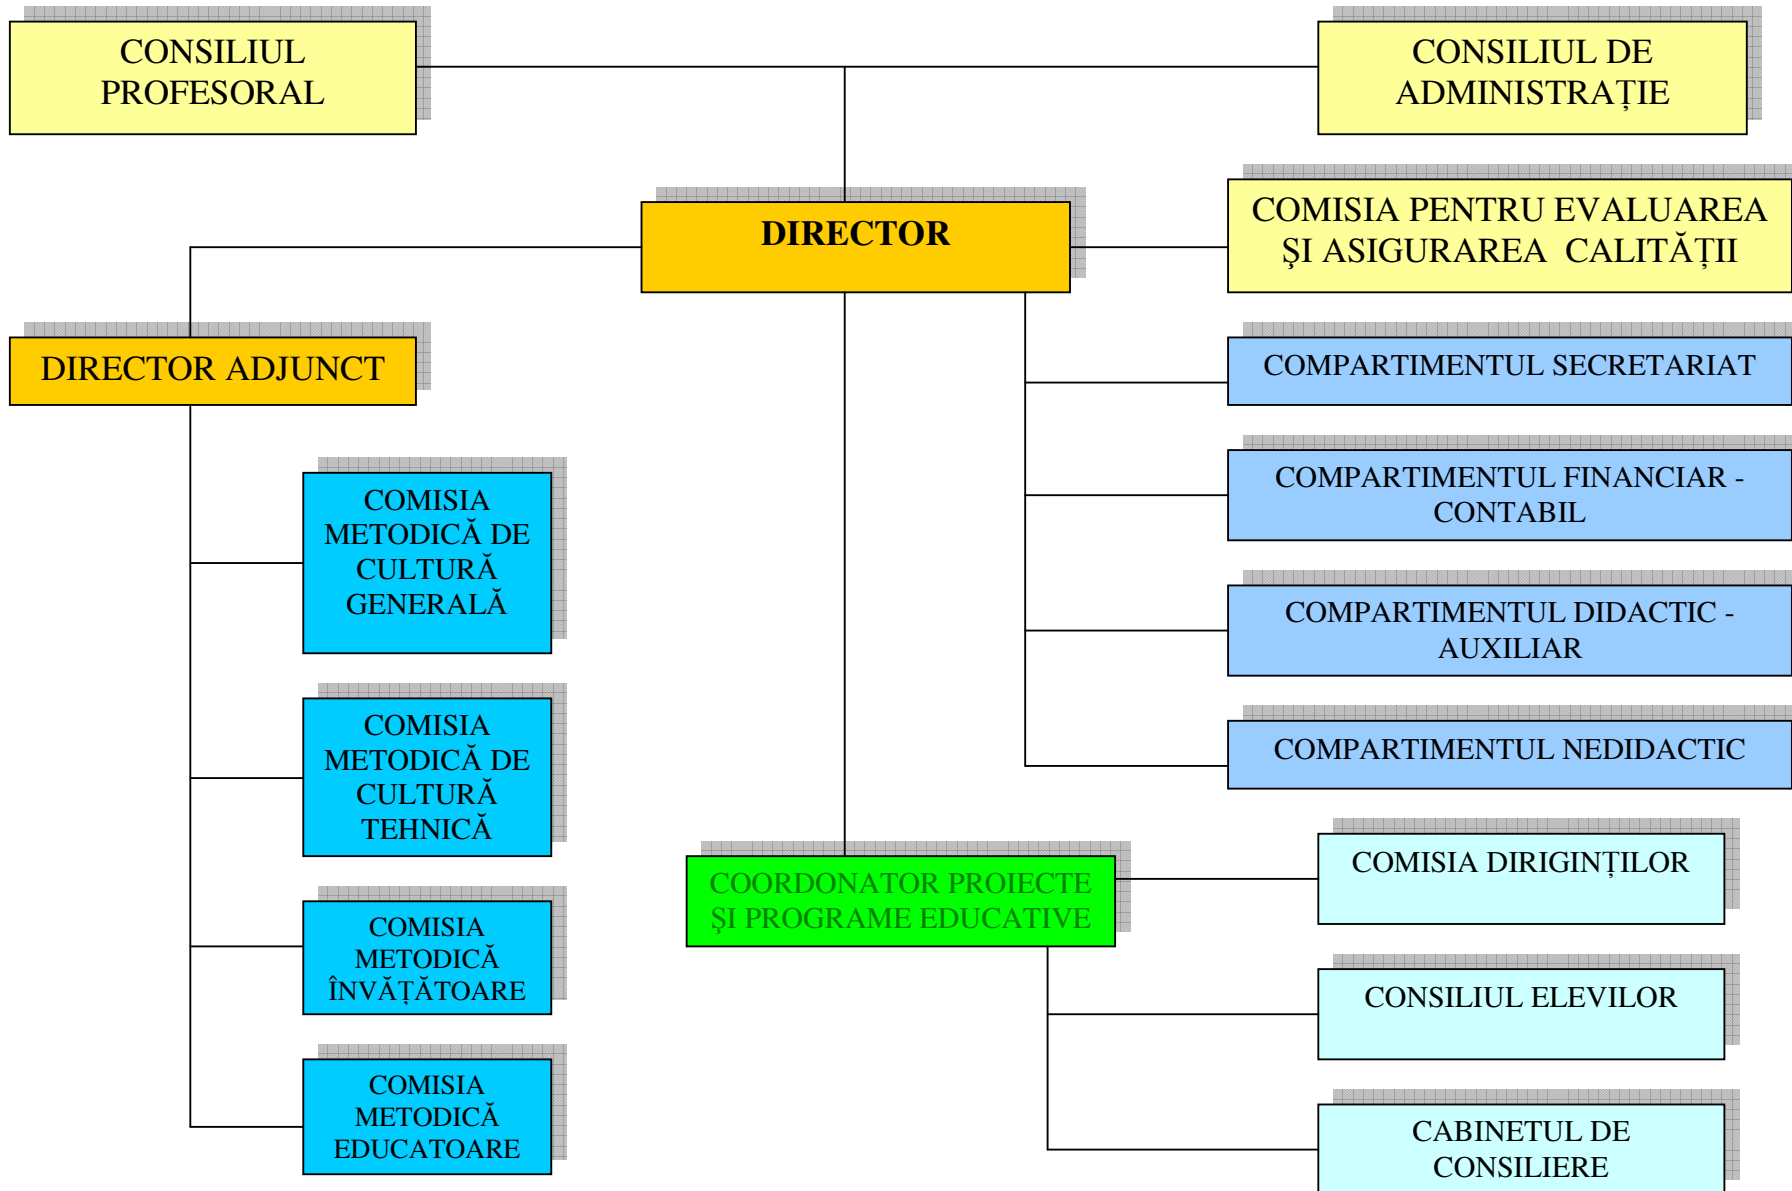 CONSILIUL
PROFESORAL
CONSILIUL DE
ADMINISTRAȚIE
DIRECTOR
COMISIA PENTRU EVALUAREA
ŞI ASIGURAREA CALITĂȚII
DIRECTOR ADJUNCT
COMPARTIMENTUL SECRETARIAT
COMPARTIMENTUL FINANCIAR -
CONTABIL
COMPARTIMENTUL DIDACTIC -
AUXILIAR
COMPARTIMENTUL NEDIDACTIC
COMISIA
METODICĂ DE
CULTURĂ
GENERALĂ
COMISIA
METODICĂ DE
CULTURĂ
TEHNICĂ
COMISIA
METODICĂ
ÎNVĂȚĂTOARE
COMISIA
METODICĂ
EDUCATOARE
COORDONATOR PROIECTE
ŞI PROGRAME EDUCATIVE
COMISIA DIRIGINȚILOR
CONSILIUL ELEVILOR
CABINETUL DE
CONSILIERE